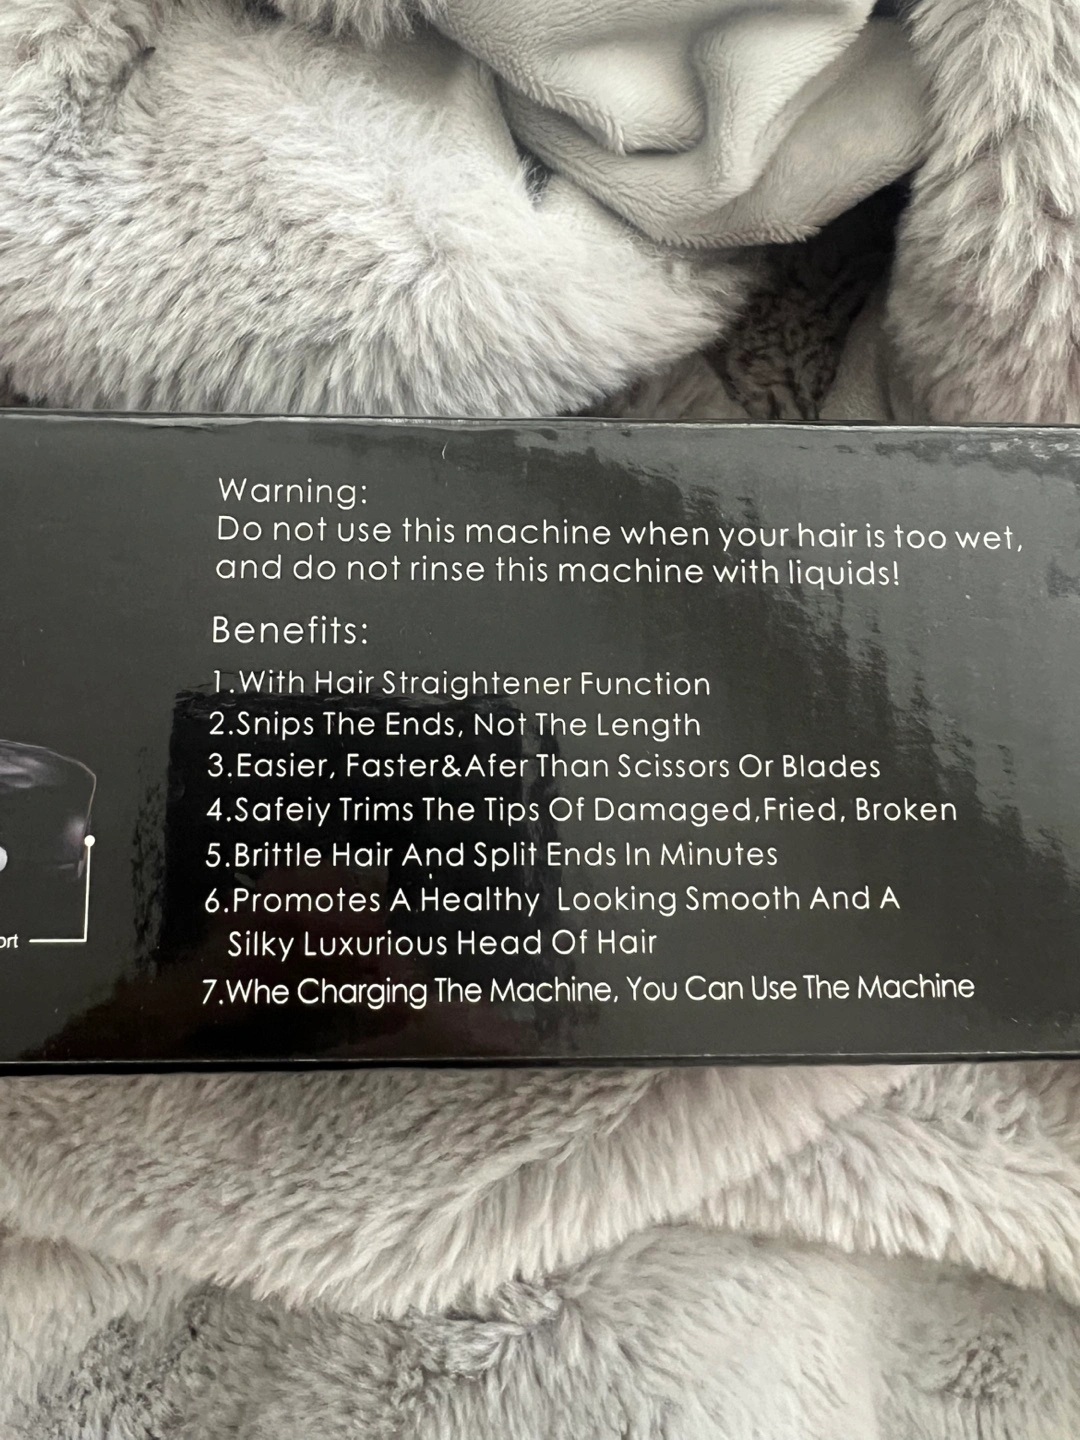 Warning:
Do not use this machine when your hair is too wet,
and do not rinse this machine with liquids!
Benefits:
1.With Hair Straightener Function
2.Snips The Ends, Not The Length
3.Easier, Faster&Afer Than Scissors Or Blades
4.Safeiy Trims The Tips Of Damaged,Fried, Broken
5.Brittle Hair And Split Ends In Minutes
6.Promotes A Healthy Looking Smooth And A
Silky Luxurious Head Of Hair
7.Whe Charging The Machine, You Can Use The Machine